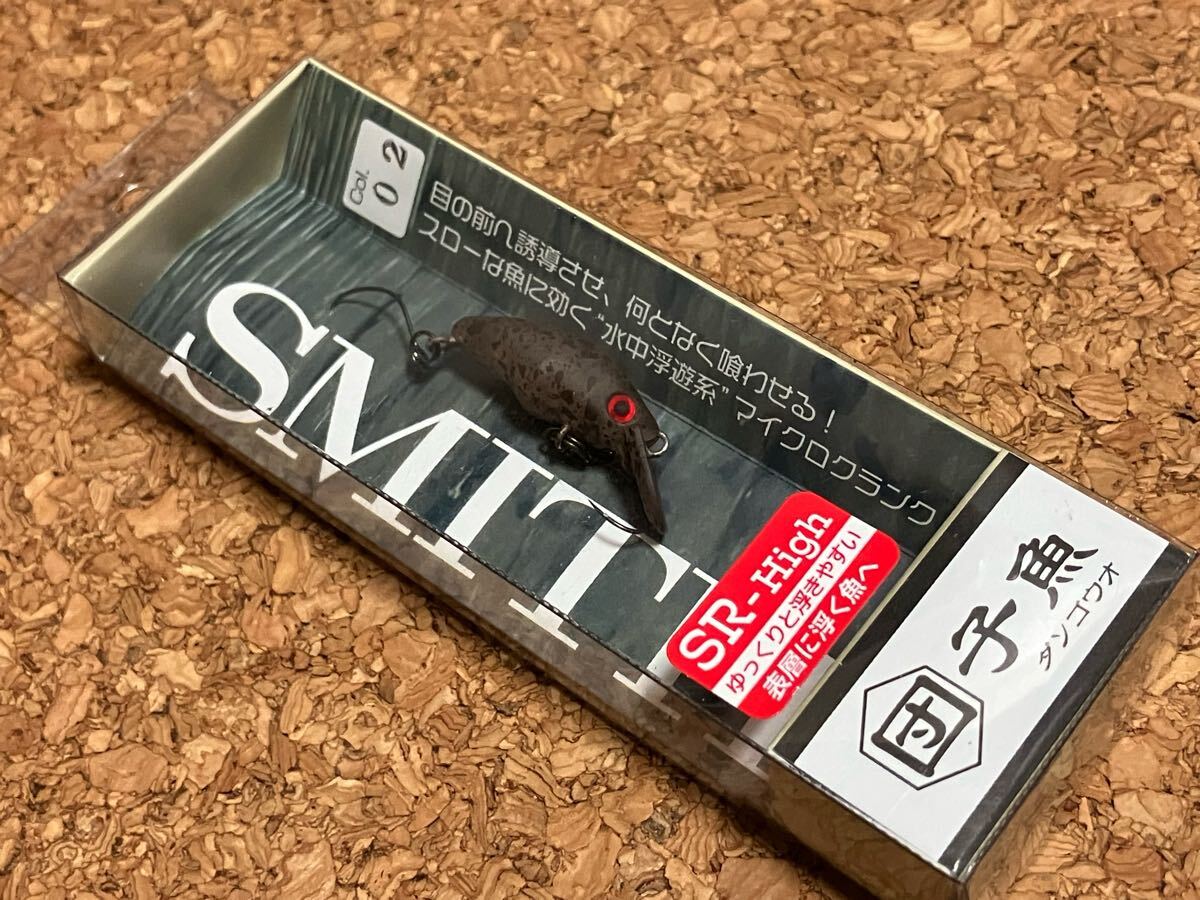 Col.
02
目の前へ誘導させ、何となく喰わせる!
スローな魚に効く"水中浮遊系"マイクロクランク
SMIT
SR-High
ゆっくりと浮きやすい
表層に浮く魚へ
団子魚
ダンゴウオ